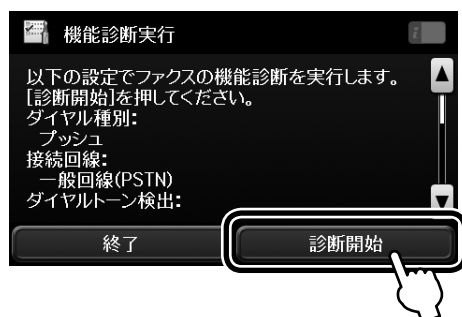 機能診断実行
i
以下の設定でファクスの機能診断を実行します。
[診断開始]を押してください。
ダイヤル種別:
プッシュ
接続回線:
一般回線(PSTN)
ダイヤルトーン検出:
終了
診断開始